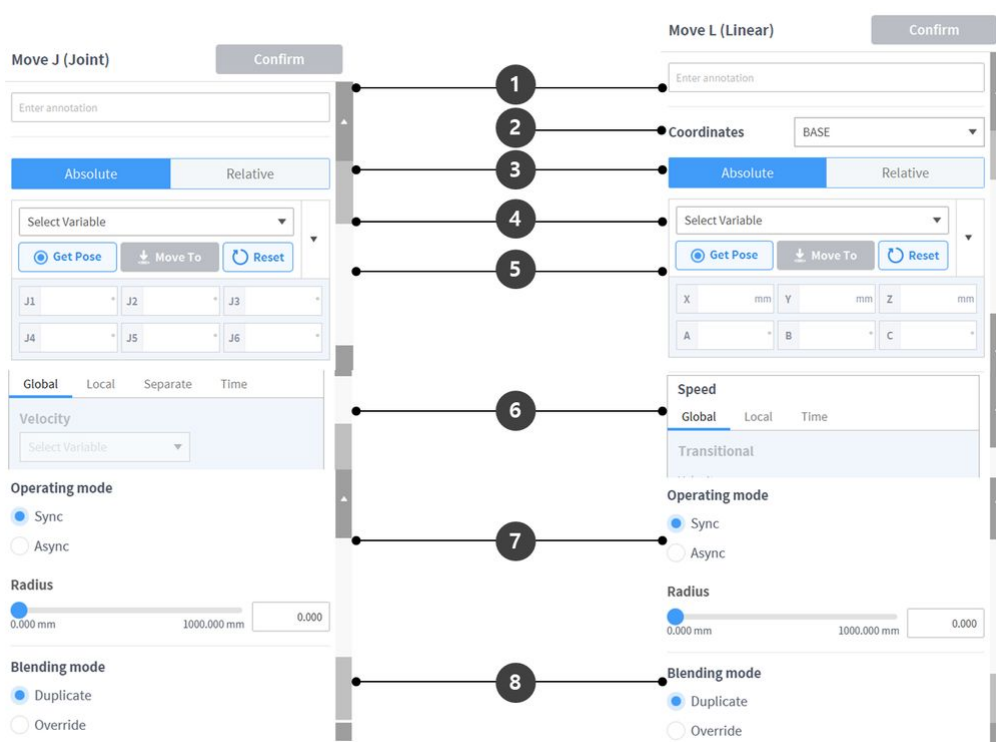 Move J (Joint)
Confirm
Enter annotation
Absolute
Relative
Select Variable
Get Pose
Move To
Reset
J1 °
J2 °
J3 °
J4 °
J5 °
J6 °
Global Local Separate Time
Velocity
Select Variable
Operating mode
Sync
Async
Radius
0.000 mm
1000.000 mm
0.000
Blending mode
Duplicate
Override
1
2
3
4
5
6
7
8
Move L (Linear)
Confirm
Enter annotation
Coordinates
BASE
Absolute
Relative
Select Variable
Get Pose
Move To
Reset
X mm
Y mm
Z mm
A °
B °
C °
Speed
Global Local Time
Transitional
Operating mode
Sync
Async
Radius
0.000 mm
1000.000 mm
0.000
Blending mode
Duplicate
Override